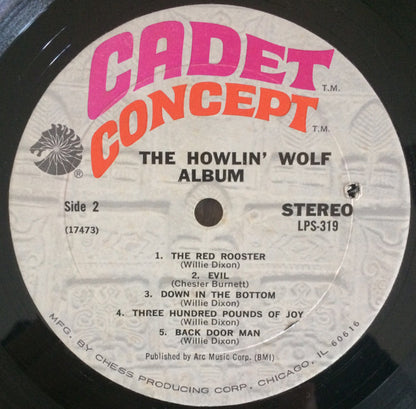 CADET T.M.
CONCEPT T.M.
®
THE HOWLIN' WOLF
ALBUM
Side 2
STEREO
(17473)
LPS-319
1. THE RED ROOSTER
(Willie Dixon)
2. EVIL
(Chester Burnett)
3. DOWN IN THE BOTTOM
(Willie Dixon)
4. THREE HUNDRED POUNDS OF JOY
(Willie Dixon)
5. BACK DOOR MAN
(Willie Dixon)
Published by Arc Music Corp. (BMI)
MFG. BY CHESS PRODUCING CORP., CHICAGO, IL 60616